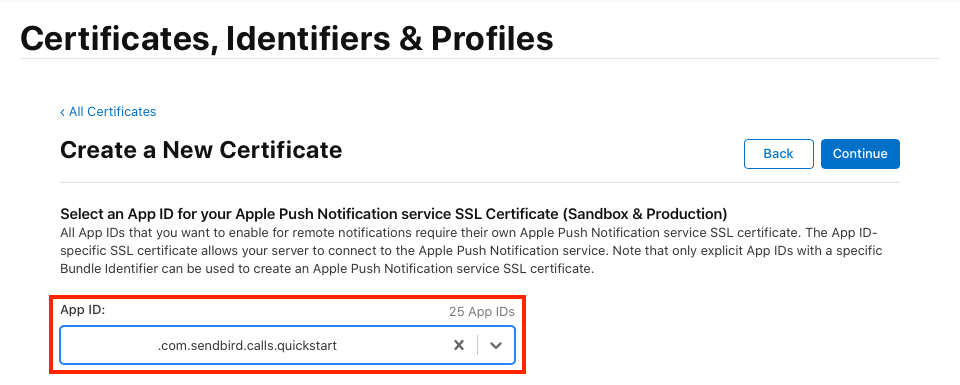 Certificates, Identifiers & Profiles
‹ All Certificates
Create a New Certificate
Back
Continue
Select an App ID for your Apple Push Notification service SSL Certificate (Sandbox & Production)
All App IDs that you want to enable for remote notifications require their own Apple Push Notification service SSL certificate. The App ID-
specific SSL certificate allows your server to connect to the Apple Push Notification service. Note that only explicit App IDs with a specific
Bundle Identifier can be used to create an Apple Push Notification service SSL certificate.
App ID:
25 App IDs
.com.sendbird.calls.quickstart